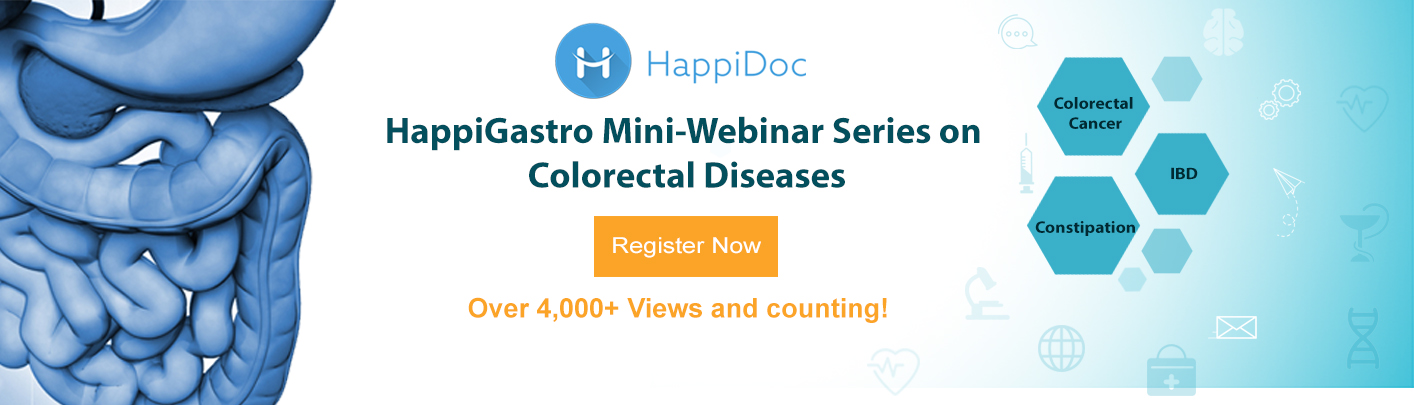 H HappiDoc
HappiGastro Mini-Webinar Series on
Colorectal Diseases
Register Now
Over 4,000+ Views and counting!
Colorectal
Cancer
IBD
Constipation